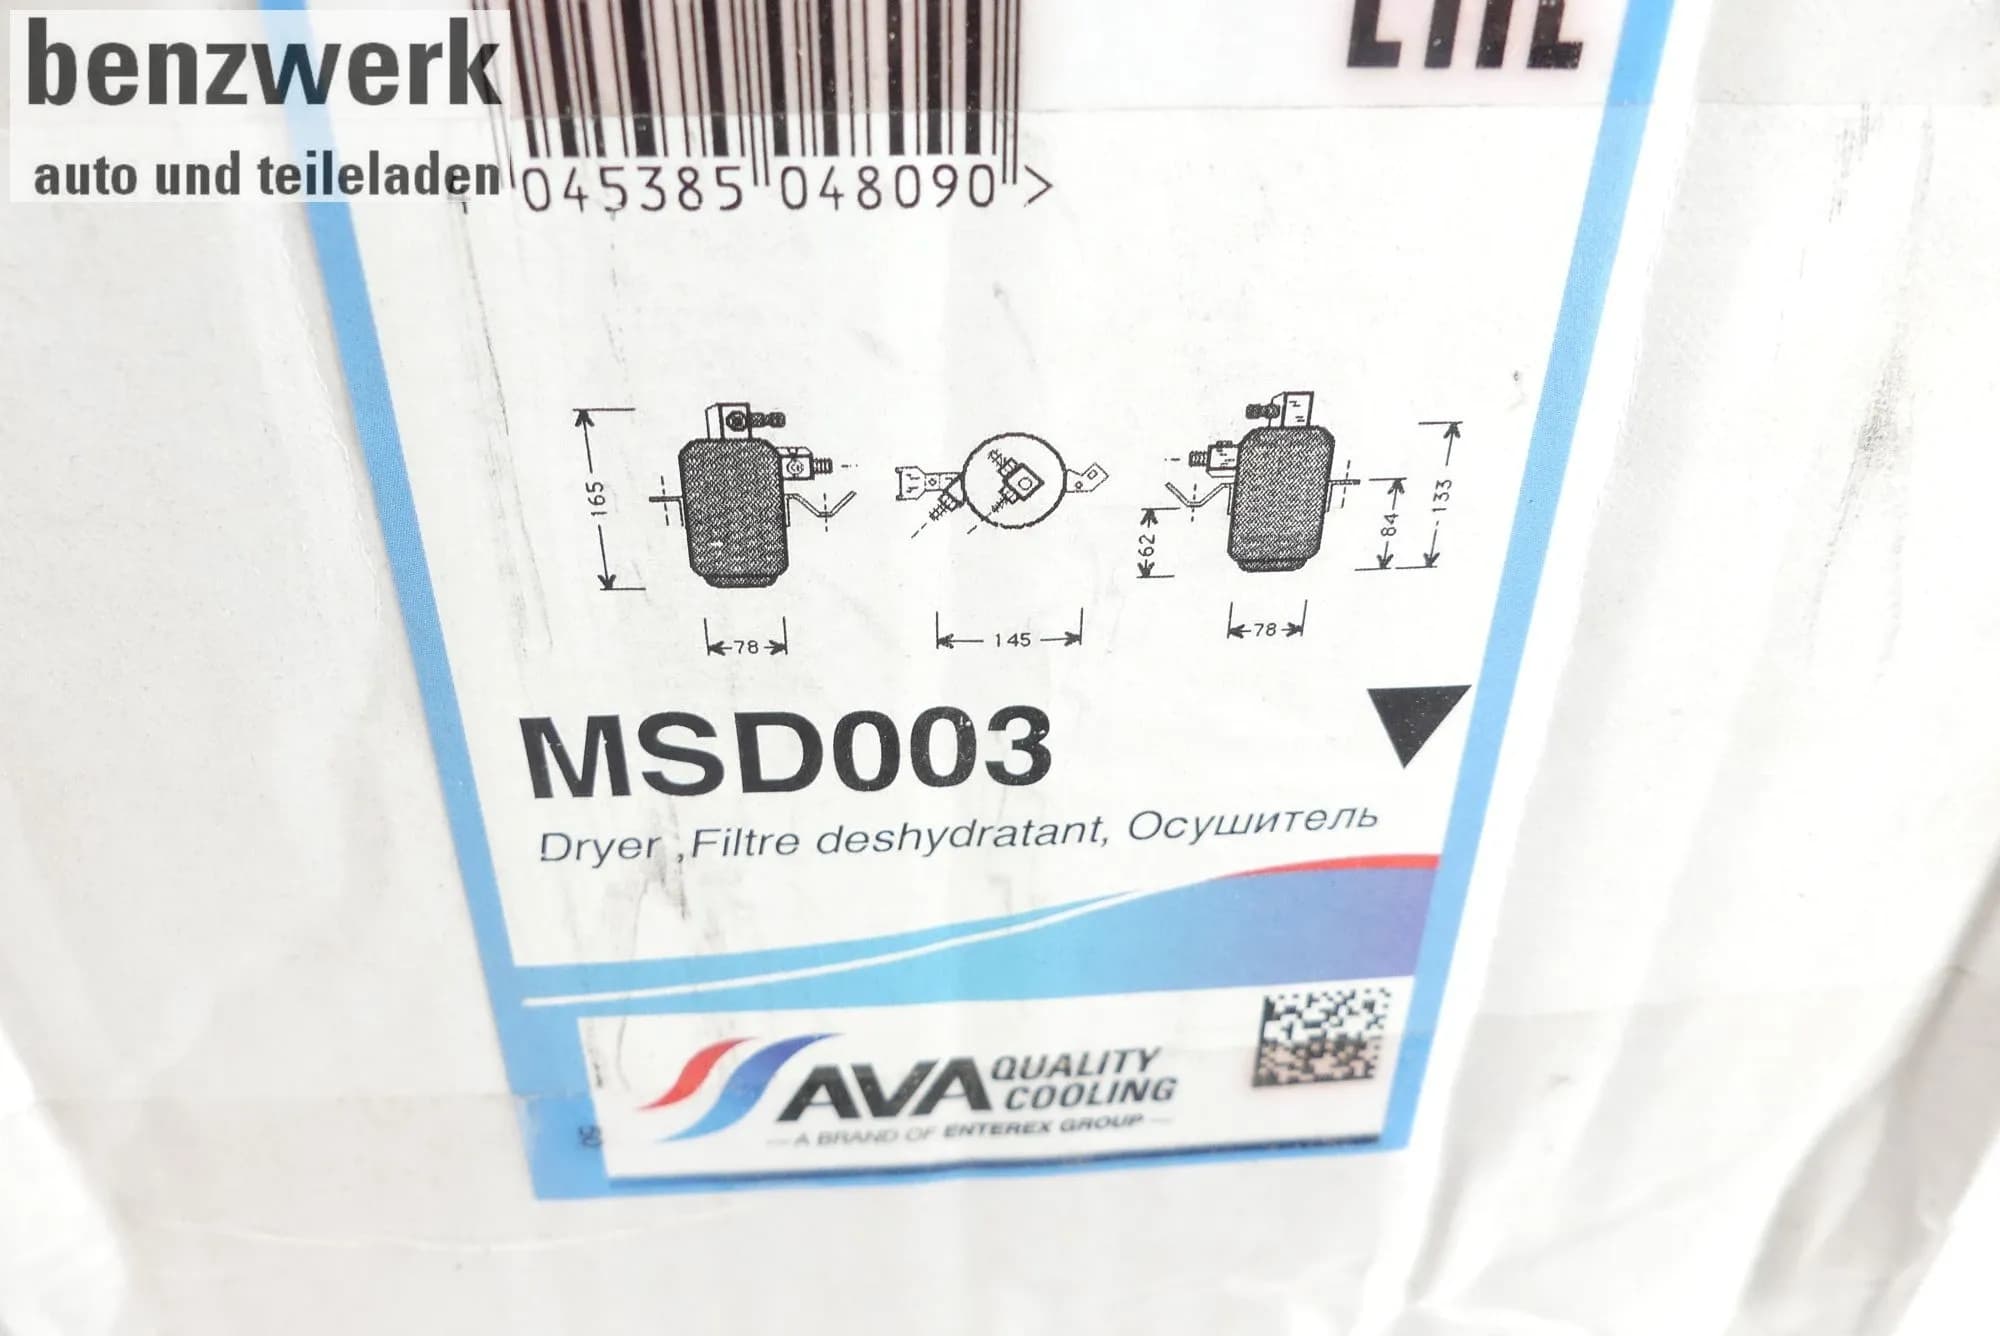 benzwerk
auto und teileladen
045385 048090 >
165
62
84
133
78
145
78
MSD003
Dryer ,Filtre deshydratant, Осушитель
AVA QUALITY COOLING
A BRAND OF ENTEREX GROUP